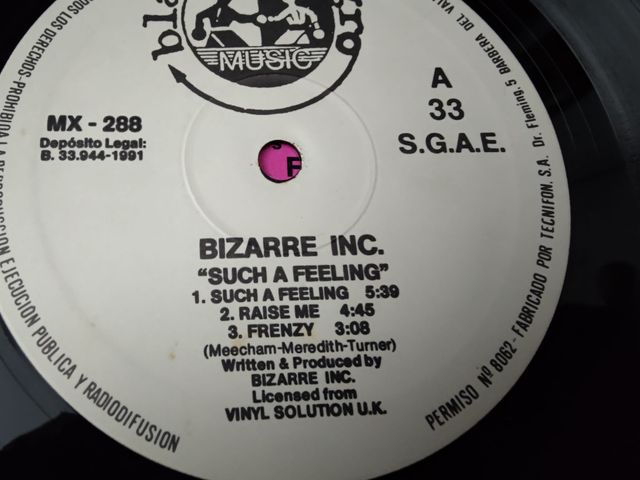 MUSIC
A
33
S.G.A.E.
MX - 288
Depósito Legal:
B. 33.944-1991
BIZARRE INC.
"SUCH A FEELING"
1. SUCH A FEELING 5:39
2. RAISE ME 4:45
3. FRENZY 3:08
(Meecham-Meredith-Turner)
Written & Produced by
BIZARRE INC.
Licensed from
VINYL SOLUTION U.K.
LOS DERECHOS-PROHIBIDA
EJECUCION PUBLICA Y RADIODIFUSION
PERMISO Nº 8062-FABRICADO POR TECNIFON, S.A. Dr. Fleming, 5 BARBERA DEL